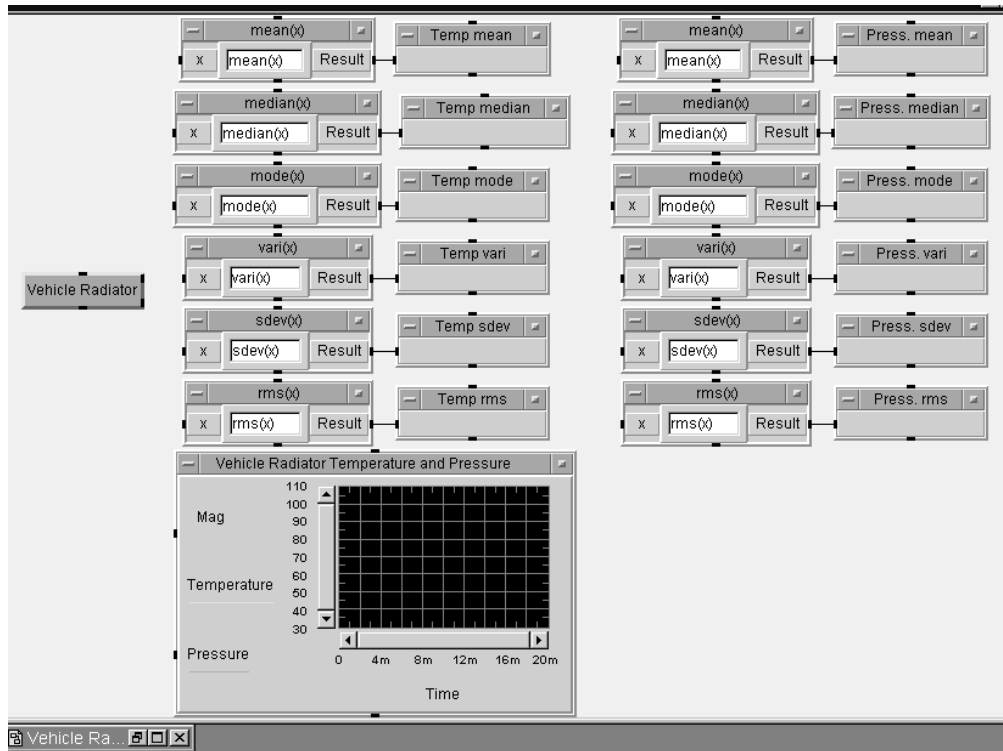 mean(x)
Temp mean
mean(x)
Press. mean
x mean(x) Result
x mean(x) Result
median(x)
Temp median
median(x)
Press. median
x median(x) Result
x median(x) Result
mode(x)
Temp mode
mode(x)
Press. mode
x mode(x) Result
x mode(x) Result
vari(x)
Temp vari
vari(x)
Press. vari
x vari(x) Result
x vari(x) Result
Vehicle Radiator
sdev(x)
Temp sdev
sdev(x)
Press. sdev
x sdev(x) Result
x sdev(x) Result
rms(x)
Temp rms
rms(x)
Press. rms
x rms(x) Result
x rms(x) Result
Vehicle Radiator Temperature and Pressure
110
100
Mag
90
80
70
60
Temperature
50
40
30
Pressure
0 4m 8m 12m 16m 20m
Time
Vehicle Ra...